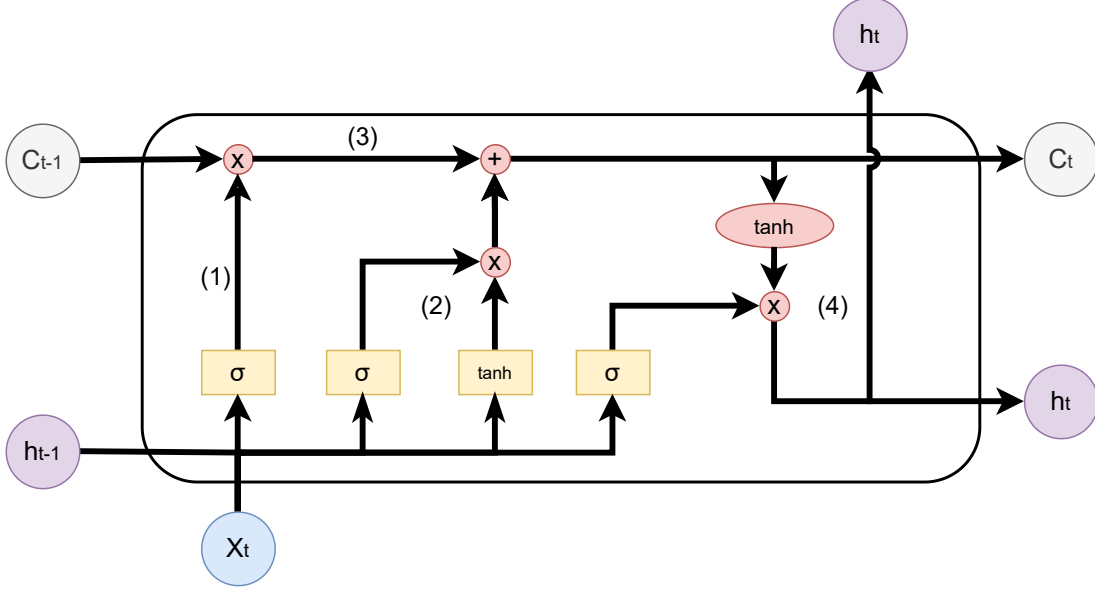 ht
Ct-1
(3)
x
+
Ct
tanh
(1)
x
(2)
x
(4)
σ
σ
tanh
σ
ht
ht-1
Xt